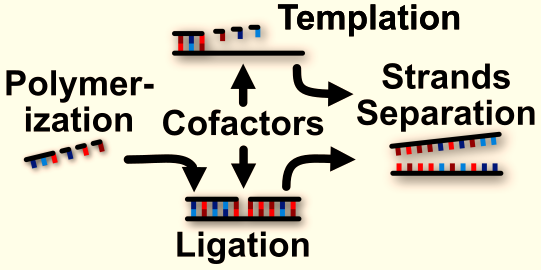 Templation
Polymer-
ization
Strands
Separation
Cofactors
Ligation